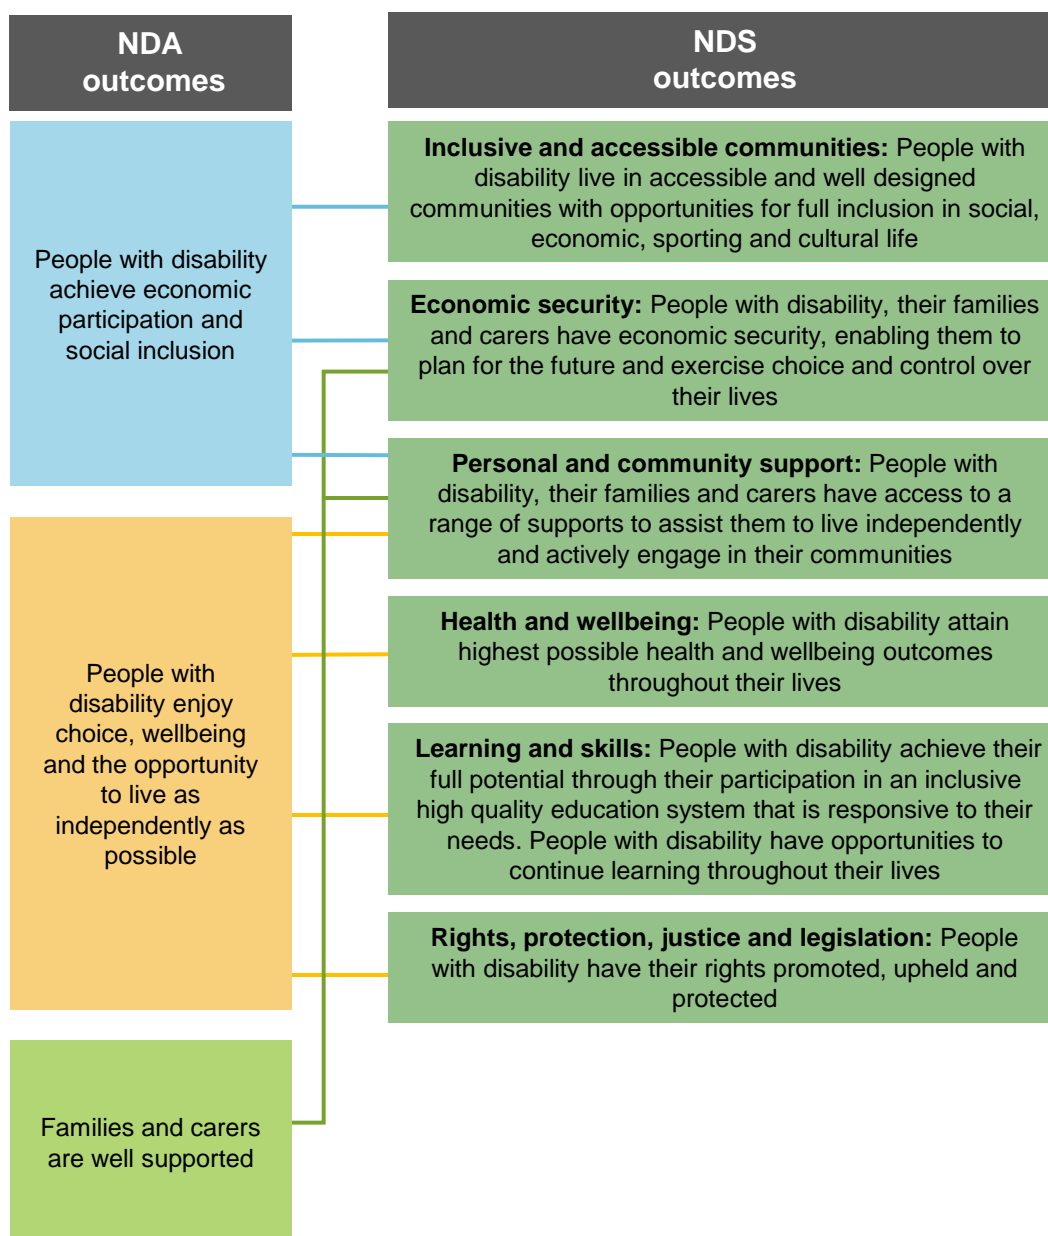 NDA
outcomes
NDS
outcomes
People with disability
achieve economic
participation and
social inclusion
People with
disability enjoy
choice, wellbeing
and the opportunity
to live as
independently as
possible
Families and carers
are well supported
Inclusive and accessible communities: People with
disability live in accessible and well designed
communities with opportunities for full inclusion in social,
economic, sporting and cultural life
Economic security: People with disability, their families
and carers have economic security, enabling them to
plan for the future and exercise choice and control over
their lives
Personal and community support: People with
disability, their families and carers have access to a
range of supports to assist them to live independently
and actively engage in their communities
Health and wellbeing: People with disability attain
highest possible health and wellbeing outcomes
throughout their lives
Learning and skills: People with disability achieve their
full potential through their participation in an inclusive
high quality education system that is responsive to their
needs. People with disability have opportunities to
continue learning throughout their lives
Rights, protection, justice and legislation: People
with disability have their rights promoted, upheld and
protected